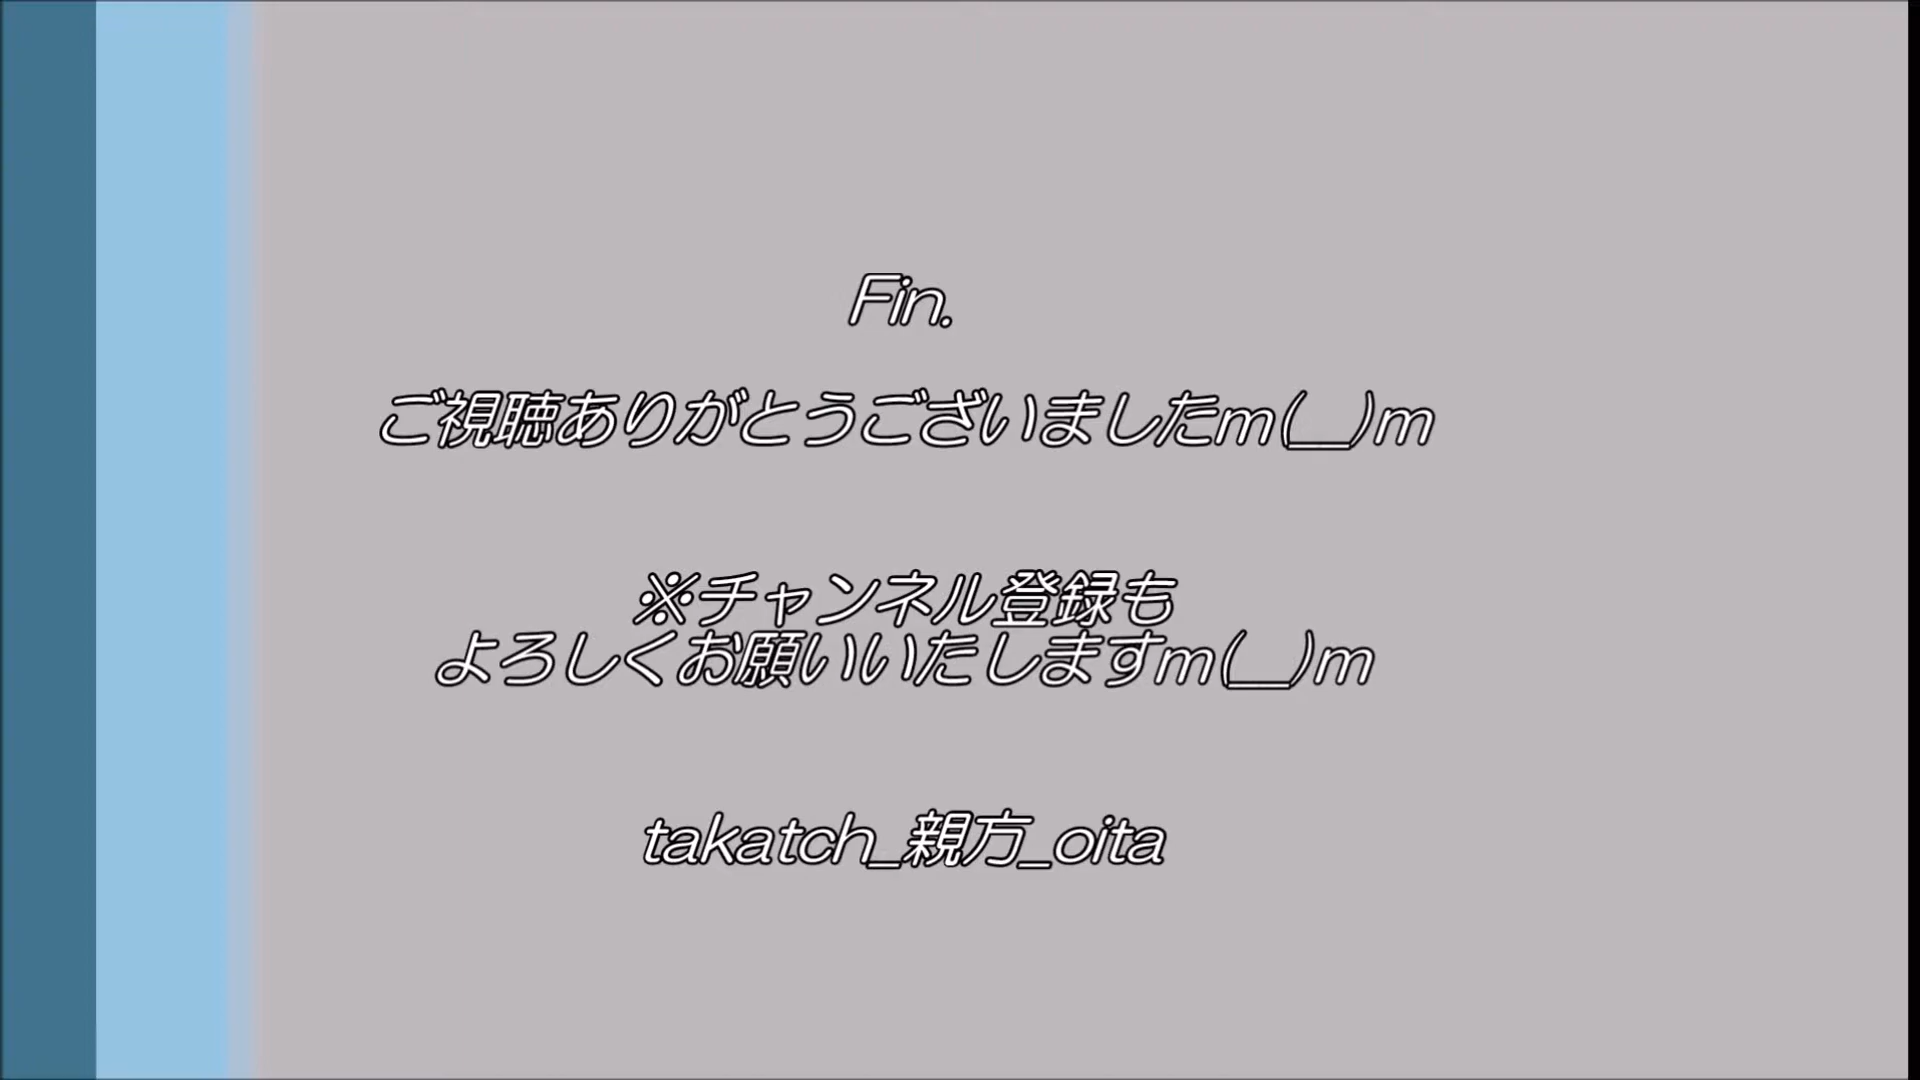 Fin.
ご視聴ありがとうございましたm(__)m
※チャンネル登録も
よろしくお願いいたしますm(__)m
takatch_親方_oita